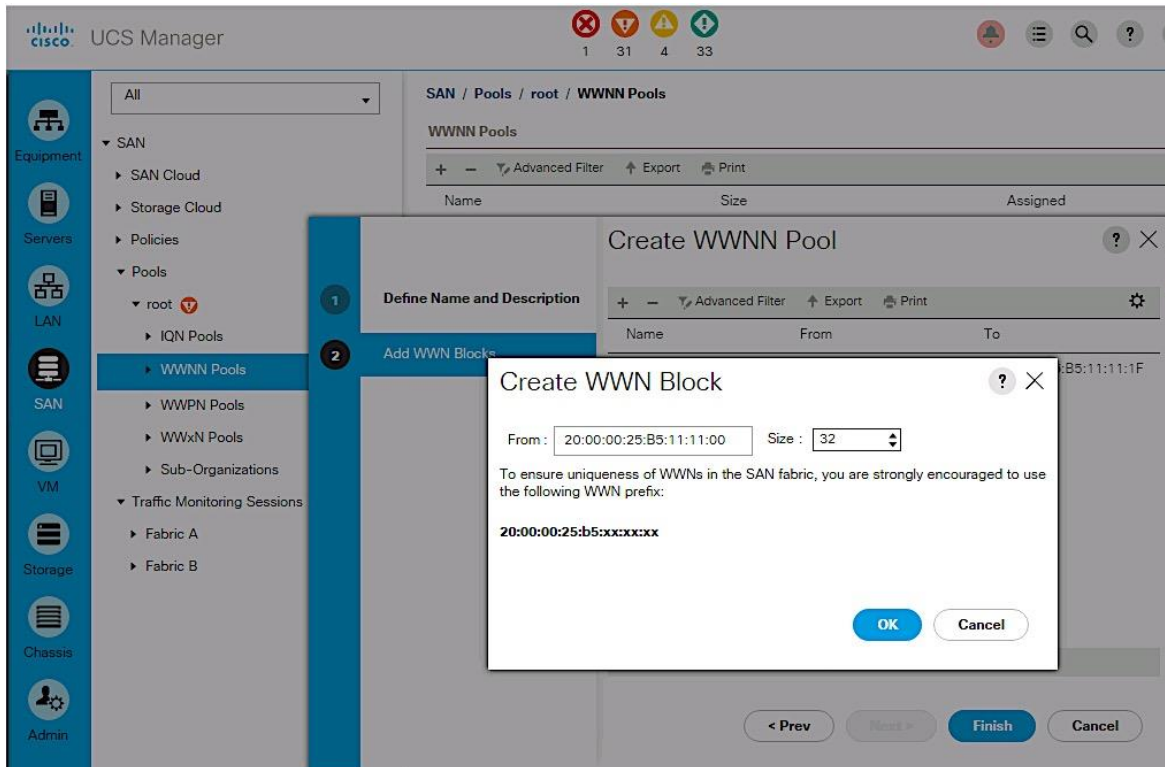 cisco UCS Manager
1 31 4 33
All
SAN
SAN Cloud
Storage Cloud
Policies
Pools
root
IQN Pools
WWNN Pools
WWPN Pools
WWxN Pools
Sub-Organizations
Traffic Monitoring Sessions
Fabric A
Fabric B
Equipment
Servers
LAN
SAN
VM
Storage
Chassis
Admin
SAN / Pools / root / WWNN Pools
WWNN Pools
+ − Advanced Filter Export Print
Name Size Assigned
1 Define Name and Description
2 Add WWN Blocks
Create WWNN Pool ?
+ − Advanced Filter Export Print
Name From To
:B5:11:11:1F
Create WWN Block ?
From : 20:00:00:25:B5:11:11:00 Size : 32
To ensure uniqueness of WWNs in the SAN fabric, you are strongly encouraged to use
the following WWN prefix:
20:00:00:25:b5:xx:xx:xx
OK Cancel
< Prev Next > Finish Cancel